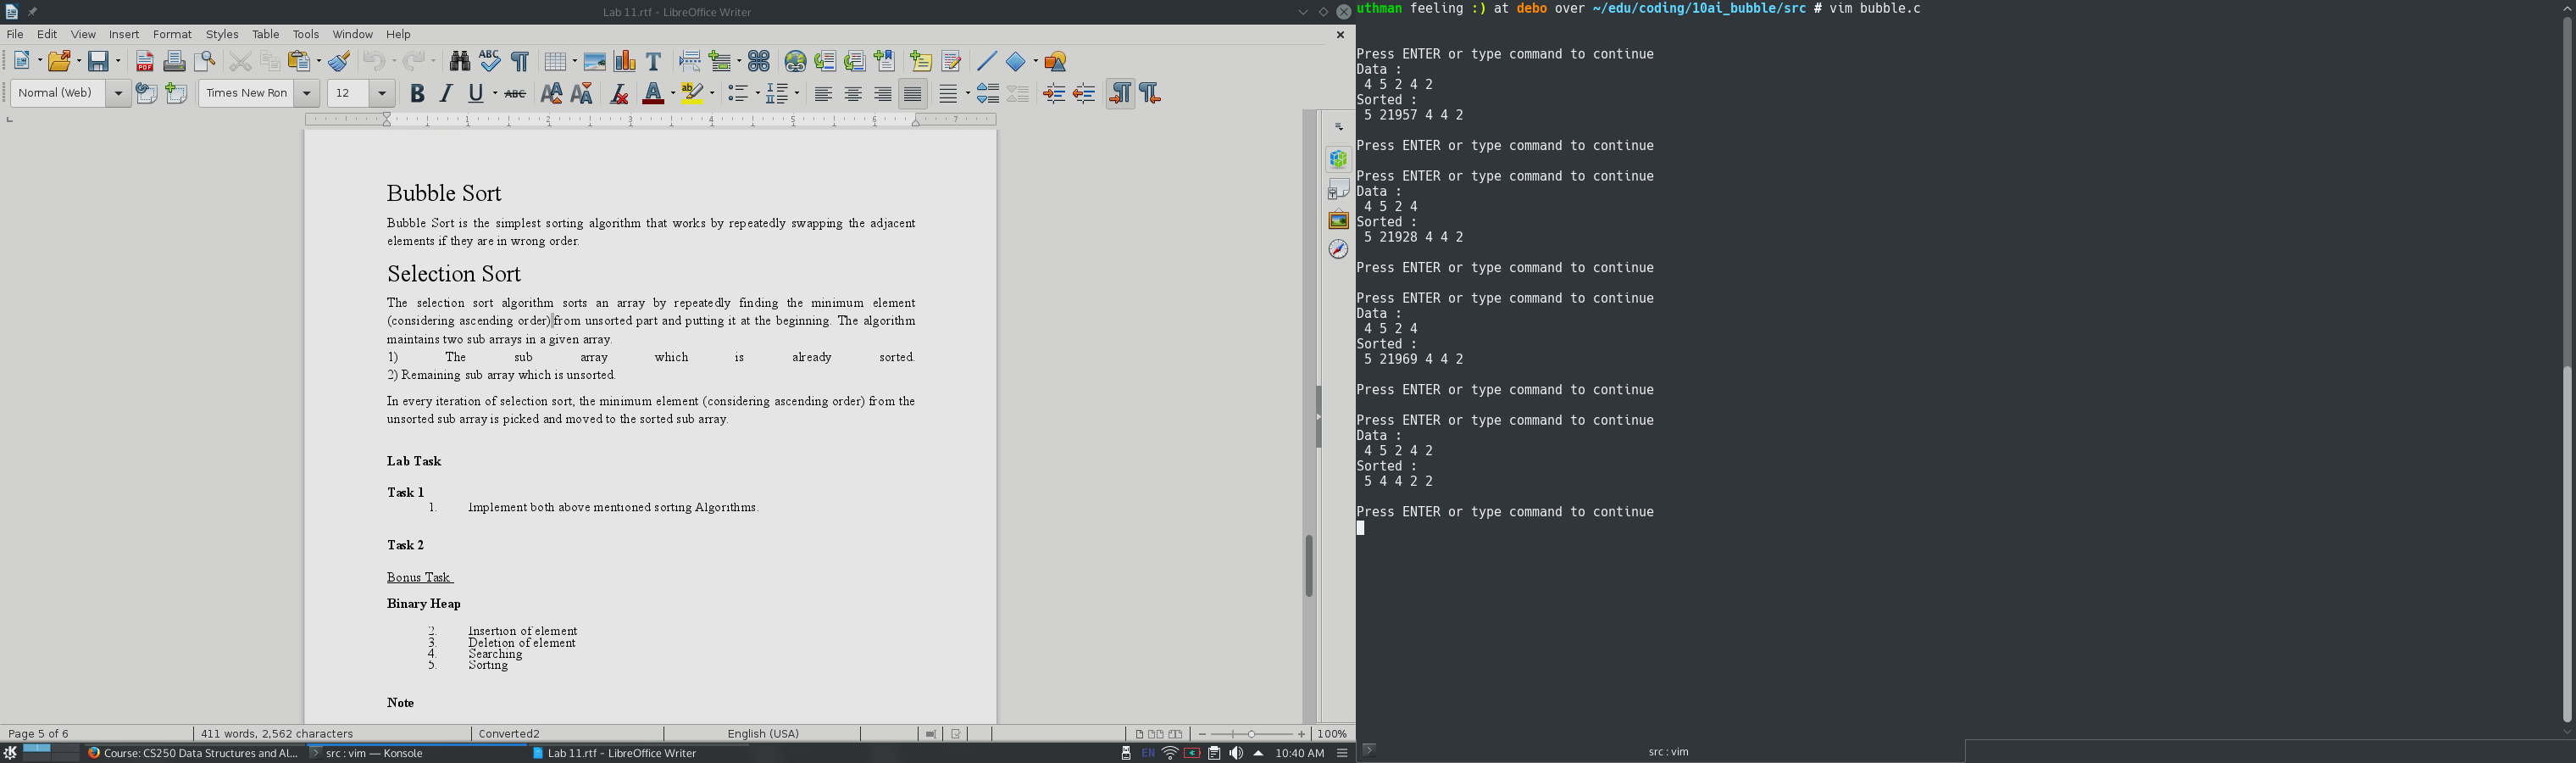 Lab 11.rtf - LibreOffice Writer
File Edit View Insert Format Styles Table Tools Window Help
Normal (Web) Times New Ron 12
1 2 3 4 5 6 7
Bubble Sort
Bubble Sort is the simplest sorting algorithm that works by repeatedly swapping the adjacent
elements if they are in wrong order.
Selection Sort
The selection sort algorithm sorts an array by repeatedly finding the minimum element
(considering ascending order) from unsorted part and putting it at the beginning. The algorithm
maintains two sub arrays in a given array.
1) The sub array which is already sorted.
2) Remaining sub array which is unsorted.
In every iteration of selection sort, the minimum element (considering ascending order) from the
unsorted sub array is picked and moved to the sorted sub array.
Lab Task
Task 1
1. Implement both above mentioned sorting Algorithms.
Task 2
Bonus Task
Binary Heap
2. Insertion of element
3. Deletion of element
4. Searching
5. Sorting
Note
Page 5 of 6 411 words, 2,562 characters Converted2 English (USA) 100%
Course: CS250 Data Structures and Al... src : vim — Konsole Lab 11.rtf - LibreOffice Writer EN 10:40 AM
uthman feeling :) at debo over ~/edu/coding/10ai_bubble/src # vim bubble.c
Press ENTER or type command to continue
Data :
4 5 2 4 2
Sorted :
5 21957 4 4 2
Press ENTER or type command to continue
Press ENTER or type command to continue
Data :
4 5 2 4
Sorted :
5 21928 4 4 2
Press ENTER or type command to continue
Press ENTER or type command to continue
Data :
4 5 2 4
Sorted :
5 21969 4 4 2
Press ENTER or type command to continue
Press ENTER or type command to continue
Data :
4 5 2 4 2
Sorted :
5 4 4 2 2
Press ENTER or type command to continue
src : vim